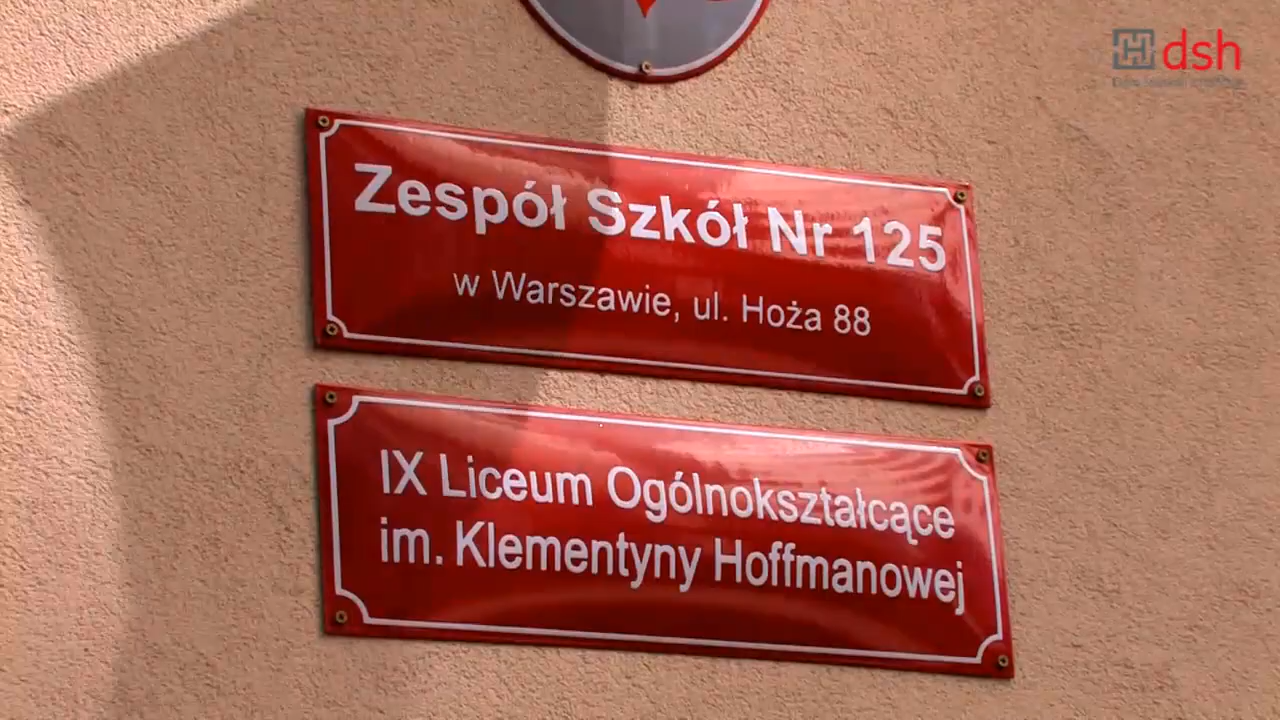 dsh
Zespół Szkół Nr 125
w Warszawie, ul. Hoża 88
IX Liceum Ogólnokształcące
im. Klementyny Hoffmanowej